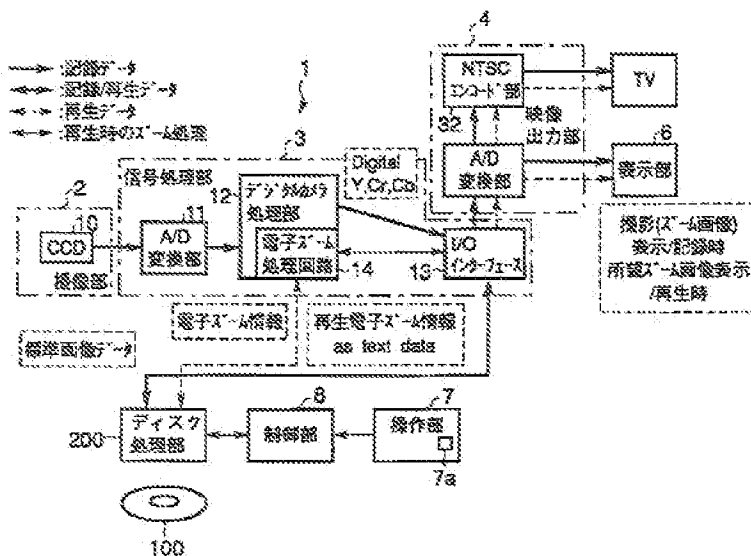 :記録データ
:記録/再生データ
:再生データ
:再生時のズーム処理
1
2
10
CCD
撮像部
3
信号処理部
11
A/D
変換部
12
デジタルカメラ
処理部
電子ズーム
処理回路
14
Digital
Y,Cr,Cb
I/O
インターフェース
13
4
NTSC
エンコード部
32
映像
出力部
A/D
変換部
TV
6
表示部
撮影(ズーム画像)
表示/記録時
所望ズーム画像表示
/再生時
電子ズーム情報
再生電子ズーム情報
as text data
標準画像データ
200
ディスク
処理部
8
制御部
7
操作部
7a
100